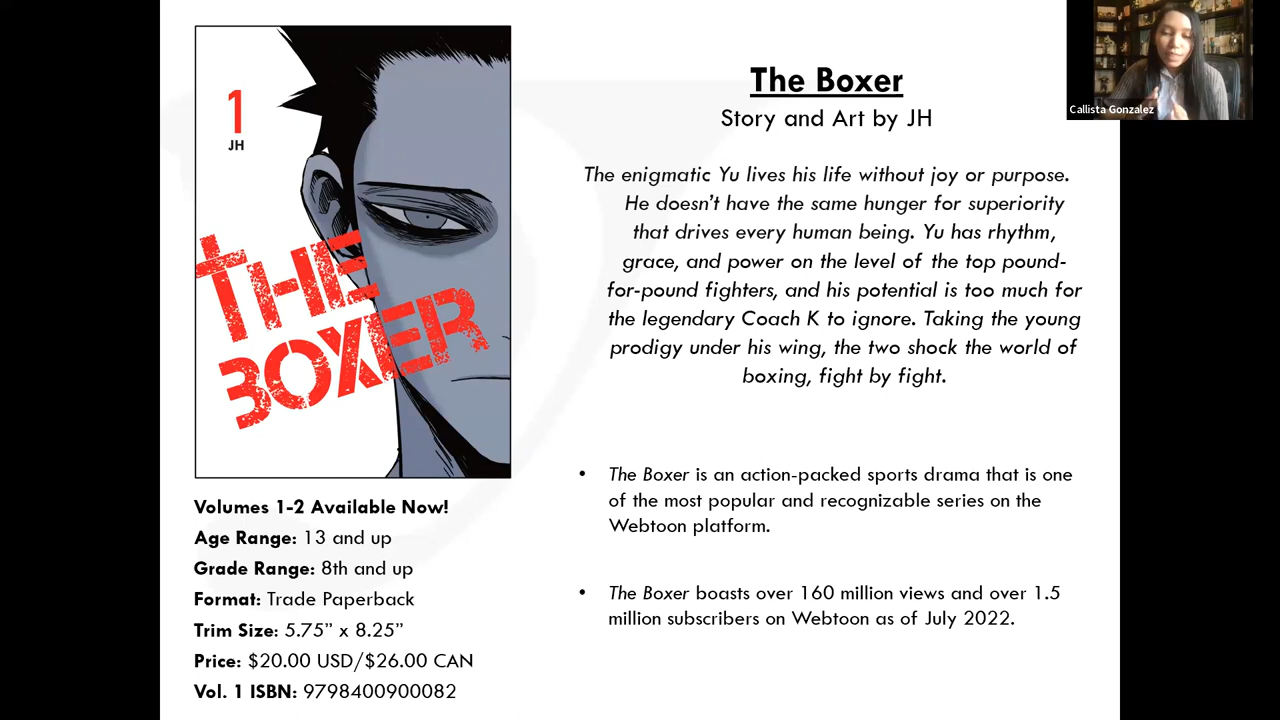 1
JH
THE
BOXER
Volumes 1-2 Available Now!
Age Range: 13 and up
Grade Range: 8th and up
Format: Trade Paperback
Trim Size: 5.75” x 8.25”
Price: $20.00 USD/$26.00 CAN
Vol. 1 ISBN: 9798400900082
The Boxer
Story and Art by JH
The enigmatic Yu lives his life without joy or purpose.
He doesn’t have the same hunger for superiority
that drives every human being. Yu has rhythm,
grace, and power on the level of the top pound-
for-pound fighters, and his potential is too much for
the legendary Coach K to ignore. Taking the young
prodigy under his wing, the two shock the world of
boxing, fight by fight.
• The Boxer is an action-packed sports drama that is one
of the most popular and recognizable series on the
Webtoon platform.
• The Boxer boasts over 160 million views and over 1.5
million subscribers on Webtoon as of July 2022.
Callista Gonzalez